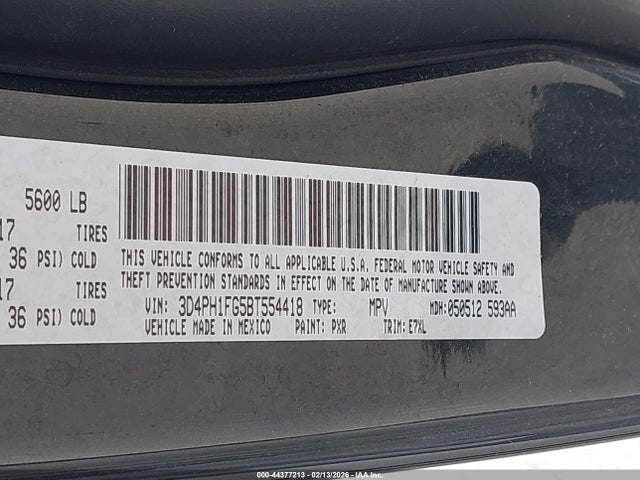 5600 LB
17 TIRES
36 PSI) COLD
17 TIRES
36 PSI) COLD
THIS VEHICLE CONFORMS TO ALL APPLICABLE U.S.A. FEDERAL MOTOR VEHICLE SAFETY AND
THEFT PREVENTION STANDARDS IN EFFECT ON THE DATE OF MANUFACTURE SHOWN ABOVE.
VIN: 3D4PH1FG5BT554418 TYPE: MPV MDH: 050512 593AA
VEHICLE MADE IN MEXICO PAINT: PXR TRIM: E7XL
000-44377213 - 02/13/2026 - IAAI.COM